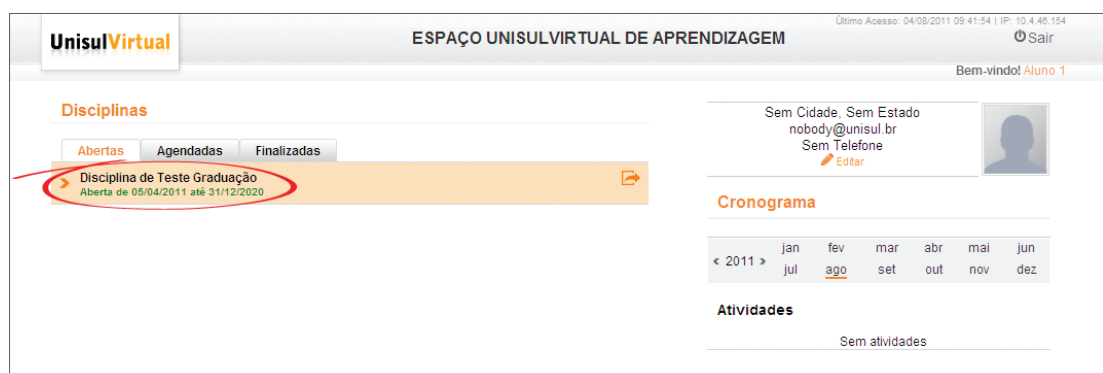 Último Acesso: 04/08/2011 09:41:54 | IP: 10.4.46.154
UnisulVirtual
ESPAÇO UNISULVIRTUAL DE APRENDIZAGEM
Sair
Bem-vindo! Aluno 1
Disciplinas
Abertas Agendadas Finalizadas
Disciplina de Teste Graduação
Aberta de 05/04/2011 até 31/12/2020
Sem Cidade, Sem Estado
nobody@unisul.br
Sem Telefone
Editar
Cronograma
< 2011 >
jan fev mar abr mai jun
jul ago set out nov dez
Atividades
Sem atividades